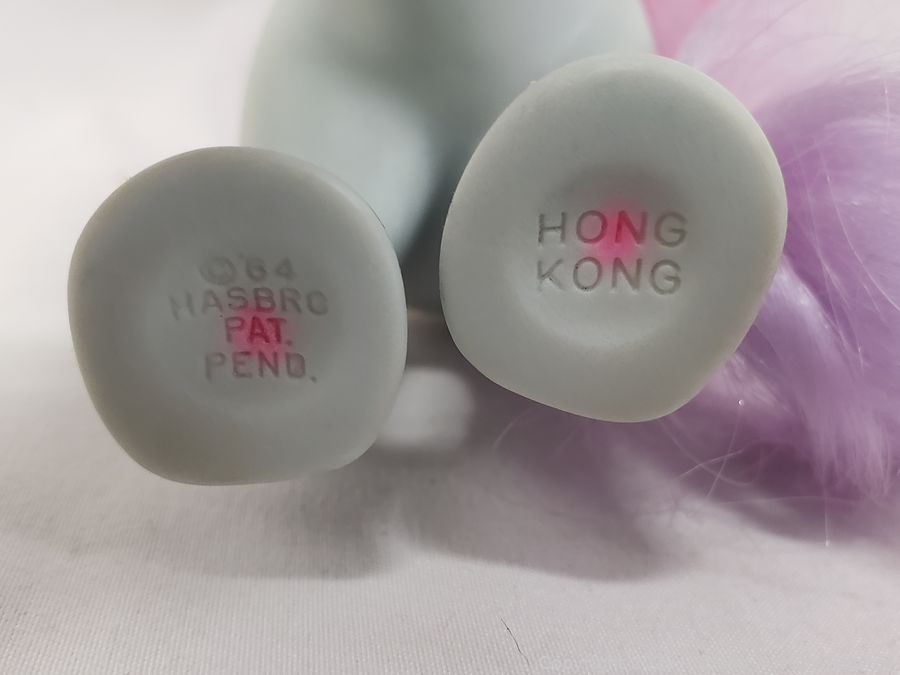 ©'84
HASBRO
PAT.
PEND.
HONG
KONG